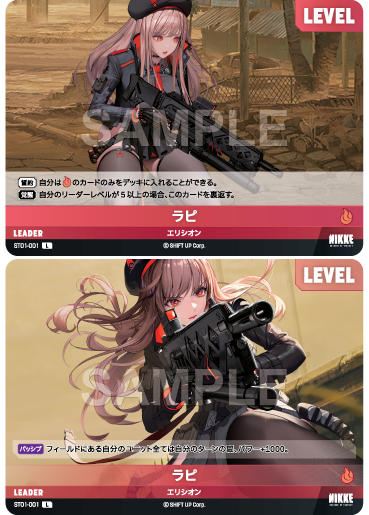 LEVEL
SAMPLE
誓約 自分は のカードのみをデッキに入れることができる。
覚醒 自分のリーダーレベルが5以上の場合、このカードを裏返す。
ラピ
LEADER エリシオン NIKKE
ST01-001 L © SHIFT UP Corp.
LEVEL
SAMPLE
パッシブ フィールドにある自分のユニット全ては自分のターンの間、パワー+1000。
ラピ
LEADER エリシオン NIKKE
ST01-001 L © SHIFT UP Corp.